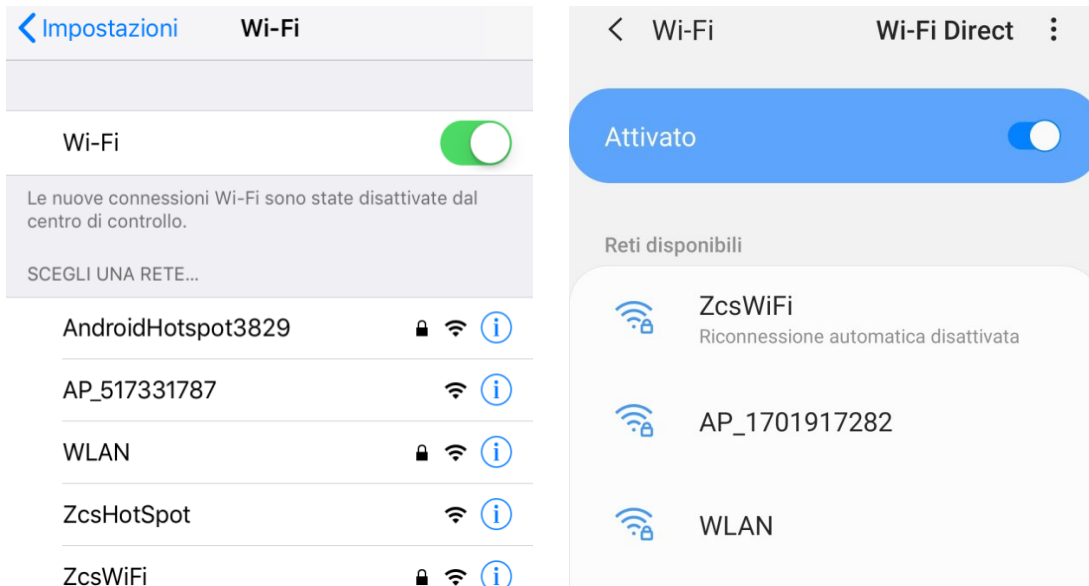 Impostazioni Wi-Fi
Wi-Fi
Le nuove connessioni Wi-Fi sono state disattivate dal
centro di controllo.
SCEGLI UNA RETE...
AndroidHotspot3829
AP_517331787
WLAN
ZcsHotSpot
ZcsWiFi
Wi-Fi Wi-Fi Direct
Attivato
Reti disponibili
ZcsWiFi
Riconnessione automatica disattivata
AP_1701917282
WLAN